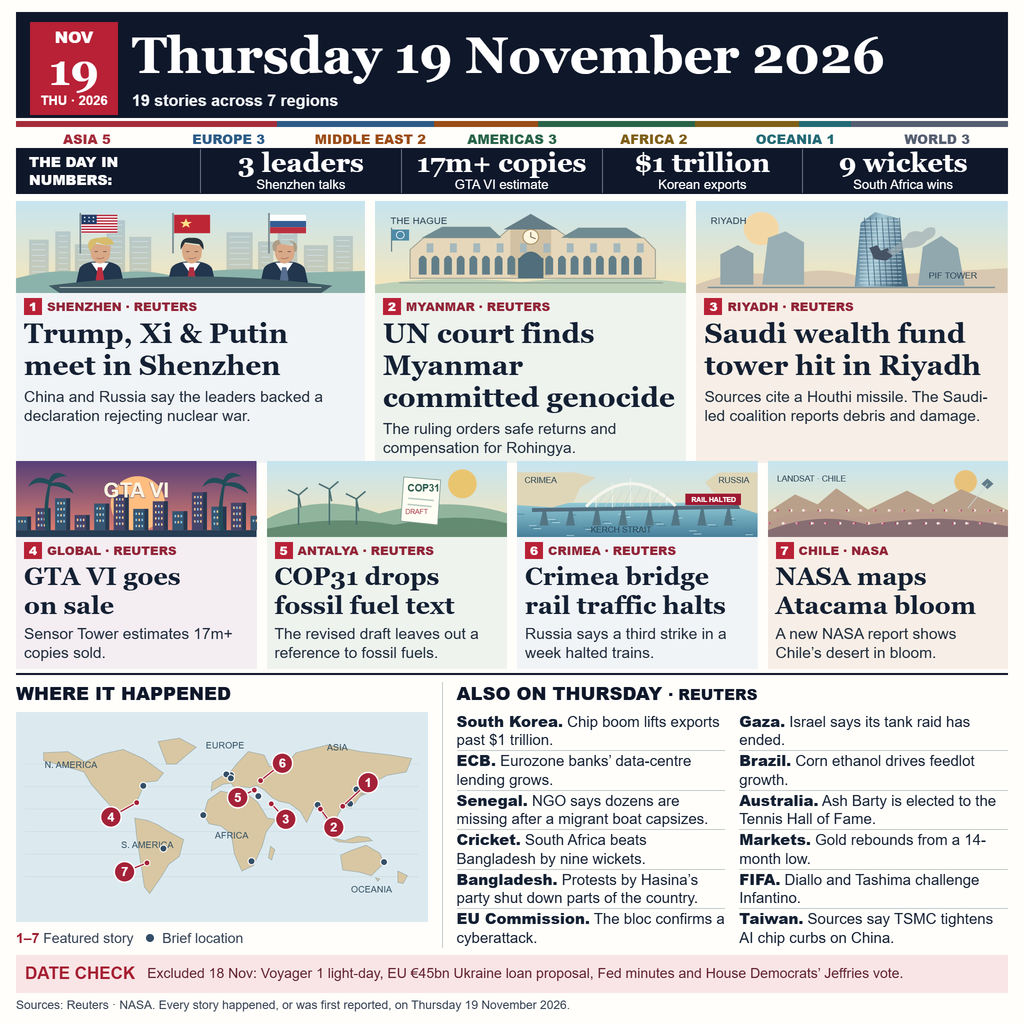 NOV
19
THU · 2026
Thursday 19 November 2026
19 stories across 7 regions
ASIA 5
EUROPE 3
MIDDLE EAST 2
AMERICAS 3
AFRICA 2
OCEANIA 1
WORLD 3
THE DAY IN
NUMBERS:
3 leaders
Shenzhen talks
17m+ copies
GTA VI estimate
$1 trillion
Korean exports
9 wickets
South Africa wins
1 SHENZHEN · REUTERS
Trump, Xi & Putin
meet in Shenzhen
China and Russia say the leaders backed a
declaration rejecting nuclear war.
THE HAGUE
2 MYANMAR · REUTERS
UN court finds
Myanmar
committed genocide
The ruling orders safe returns and
compensation for Rohingya.
RIYADH
PIF TOWER
3 RIYADH · REUTERS
Saudi wealth fund
tower hit in Riyadh
Sources cite a Houthi missile. The Saudi-
led coalition reports debris and damage.
GTA VI
4 GLOBAL · REUTERS
GTA VI goes
on sale
Sensor Tower estimates 17m+
copies sold.
COP31
DRAFT
5 ANTALYA · REUTERS
COP31 drops
fossil fuel text
The revised draft leaves out a
reference to fossil fuels.
CRIMEA
RUSSIA
RAIL HALTED
KERCH STRAIT
6 CRIMEA · REUTERS
Crimea bridge
rail traffic halts
Russia says a third strike in a
week halted trains.
LANDSAT · CHILE
7 CHILE · NASA
NASA maps
Atacama bloom
A new NASA report shows
Chile's desert in bloom.
WHERE IT HAPPENED
N. AMERICA
EUROPE
ASIA
S. AMERICA
AFRICA
OCEANIA
6
1
5
4
3
2
7
1–7 Featured story
Brief location
ALSO ON THURSDAY · REUTERS
South Korea. Chip boom lifts exports
past $1 trillion.
ECB. Eurozone banks' data-centre
lending grows.
Senegal. NGO says dozens are
missing after a migrant boat capsizes.
Cricket. South Africa beats
Bangladesh by nine wickets.
Bangladesh. Protests by Hasina's
party shut down parts of the country.
EU Commission. The bloc confirms a
cyberattack.
Gaza. Israel says its tank raid has
ended.
Brazil. Corn ethanol drives feedlot
growth.
Australia. Ash Barty is elected to the
Tennis Hall of Fame.
Markets. Gold rebounds from a 14-
month low.
FIFA. Diallo and Tashima challenge
Infantino.
Taiwan. Sources say TSMC tightens
AI chip curbs on China.
DATE CHECK Excluded 18 Nov: Voyager 1 light-day, EU €45bn Ukraine loan proposal, Fed minutes and House Democrats' Jeffries vote.
Sources: Reuters · NASA. Every story happened, or was first reported, on Thursday 19 November 2026.